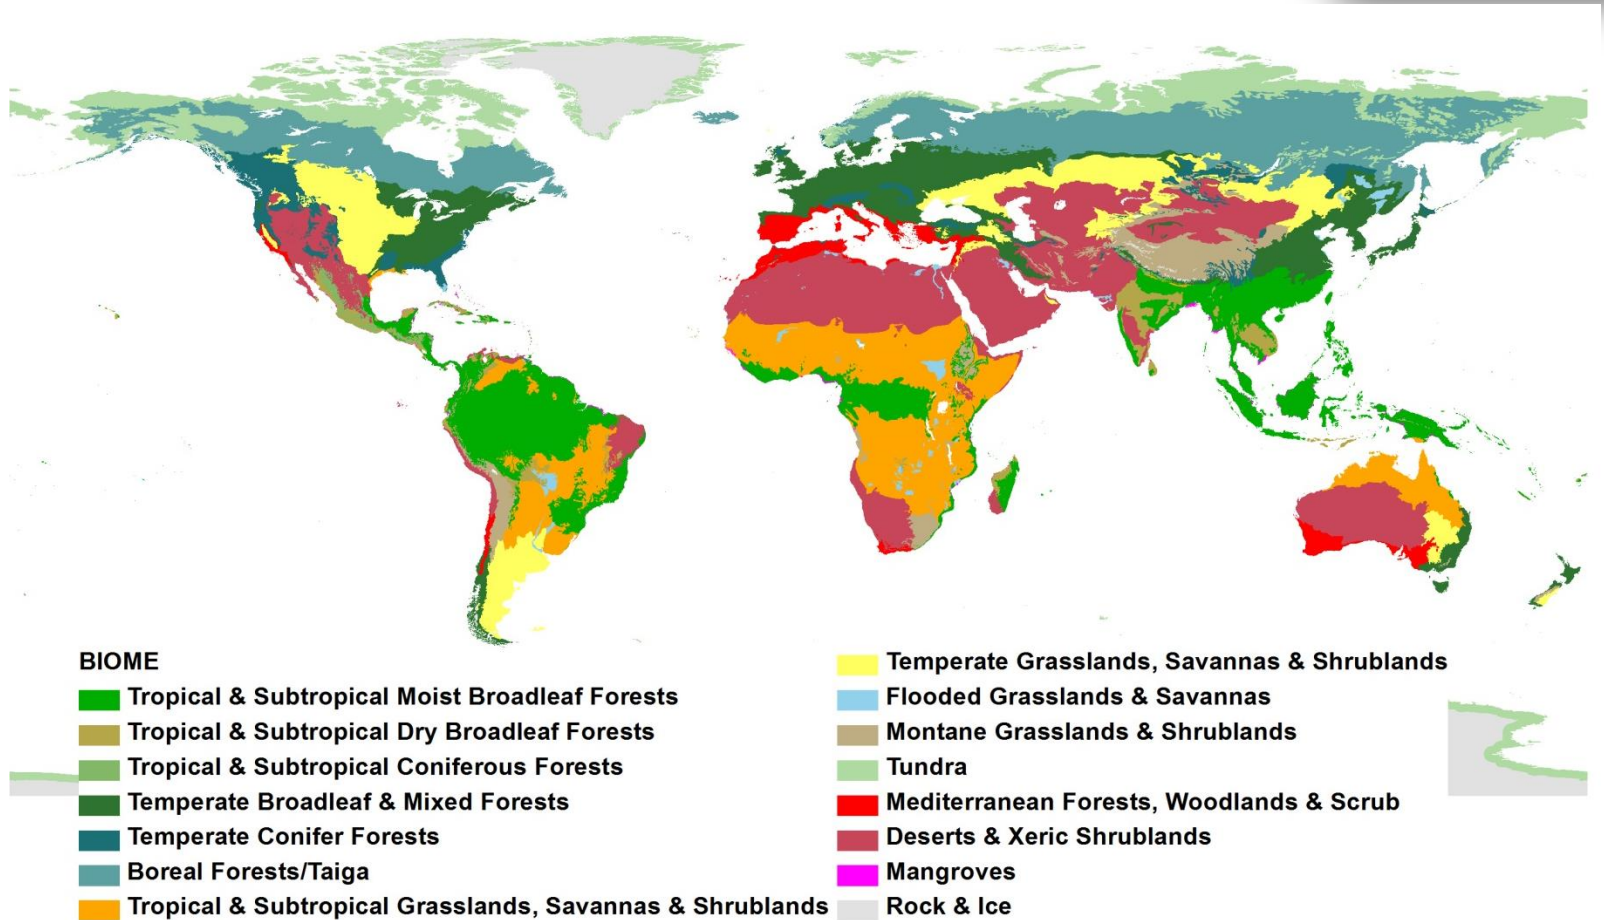 BIOME
Tropical & Subtropical Moist Broadleaf Forests
Tropical & Subtropical Dry Broadleaf Forests
Tropical & Subtropical Coniferous Forests
Temperate Broadleaf & Mixed Forests
Temperate Conifer Forests
Boreal Forests/Taiga
Tropical & Subtropical Grasslands, Savannas & Shrublands
Temperate Grasslands, Savannas & Shrublands
Flooded Grasslands & Savannas
Montane Grasslands & Shrublands
Tundra
Mediterranean Forests, Woodlands & Scrub
Deserts & Xeric Shrublands
Mangroves
Rock & Ice